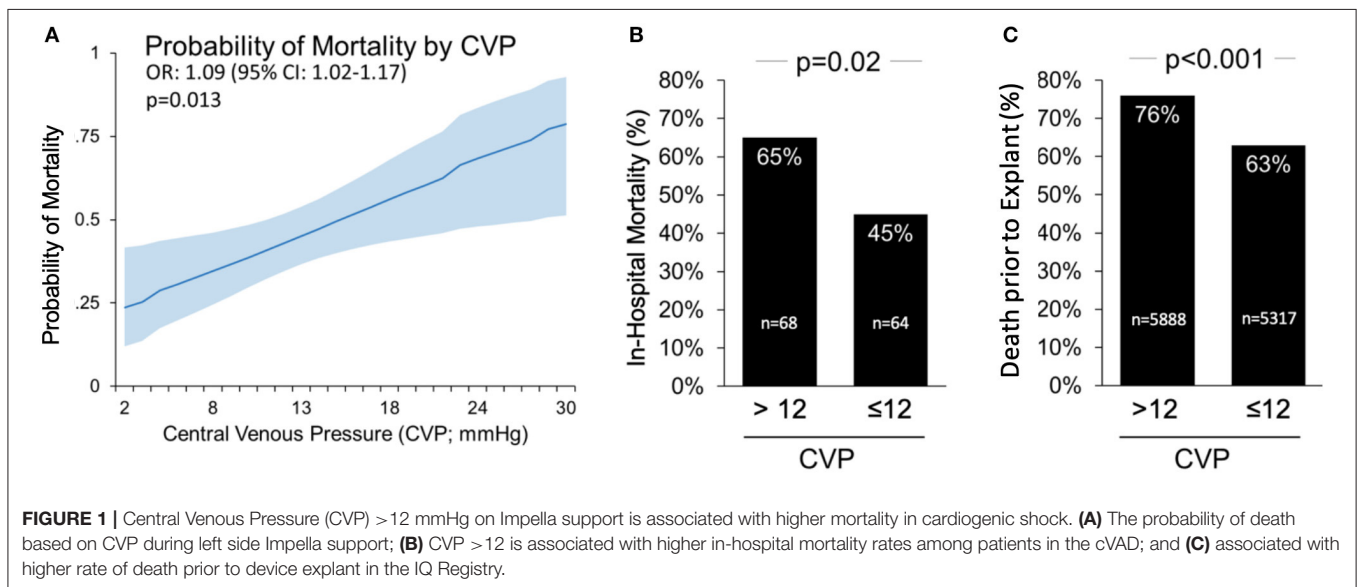 A
Probability of Mortality by CVP
OR: 1.09 (95% CI: 1.02-1.17)
p=0.013
Probability of Mortality
1
.75
0.5
.25
0
2 8 13 18 24 30
Central Venous Pressure (CVP; mmHg)
B
p=0.02
In-Hospital Mortality (%)
80%
70%
60%
50%
40%
30%
20%
10%
0%
65%
45%
n=68
n=64
> 12 ≤12
CVP
C
p<0.001
Death prior to Explant (%)
80%
70%
60%
50%
40%
30%
20%
10%
0%
76%
63%
n=5888
n=5317
>12 ≤12
CVP
FIGURE 1 | Central Venous Pressure (CVP) >12 mmHg on Impella support is associated with higher mortality in cardiogenic shock. (A) The probability of death
based on CVP during left side Impella support; (B) CVP >12 is associated with higher in-hospital mortality rates among patients in the cVAD; and (C) associated with
higher rate of death prior to device explant in the IQ Registry.